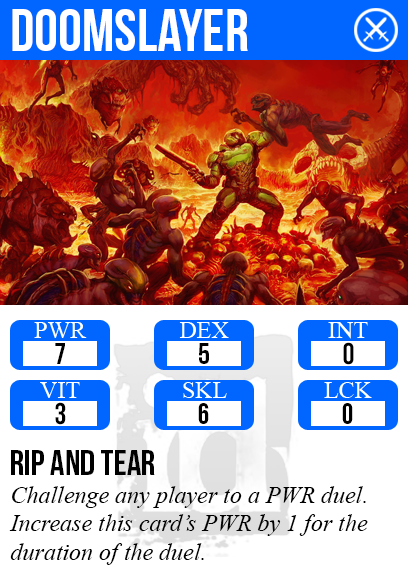 DOOMSLAYER
PWR DEX INT
7 5 0
VIT SKL LCK
3 6 0
RIP AND TEAR
Challenge any player to a PWR duel.
Increase this card's PWR by 1 for the
duration of the duel.